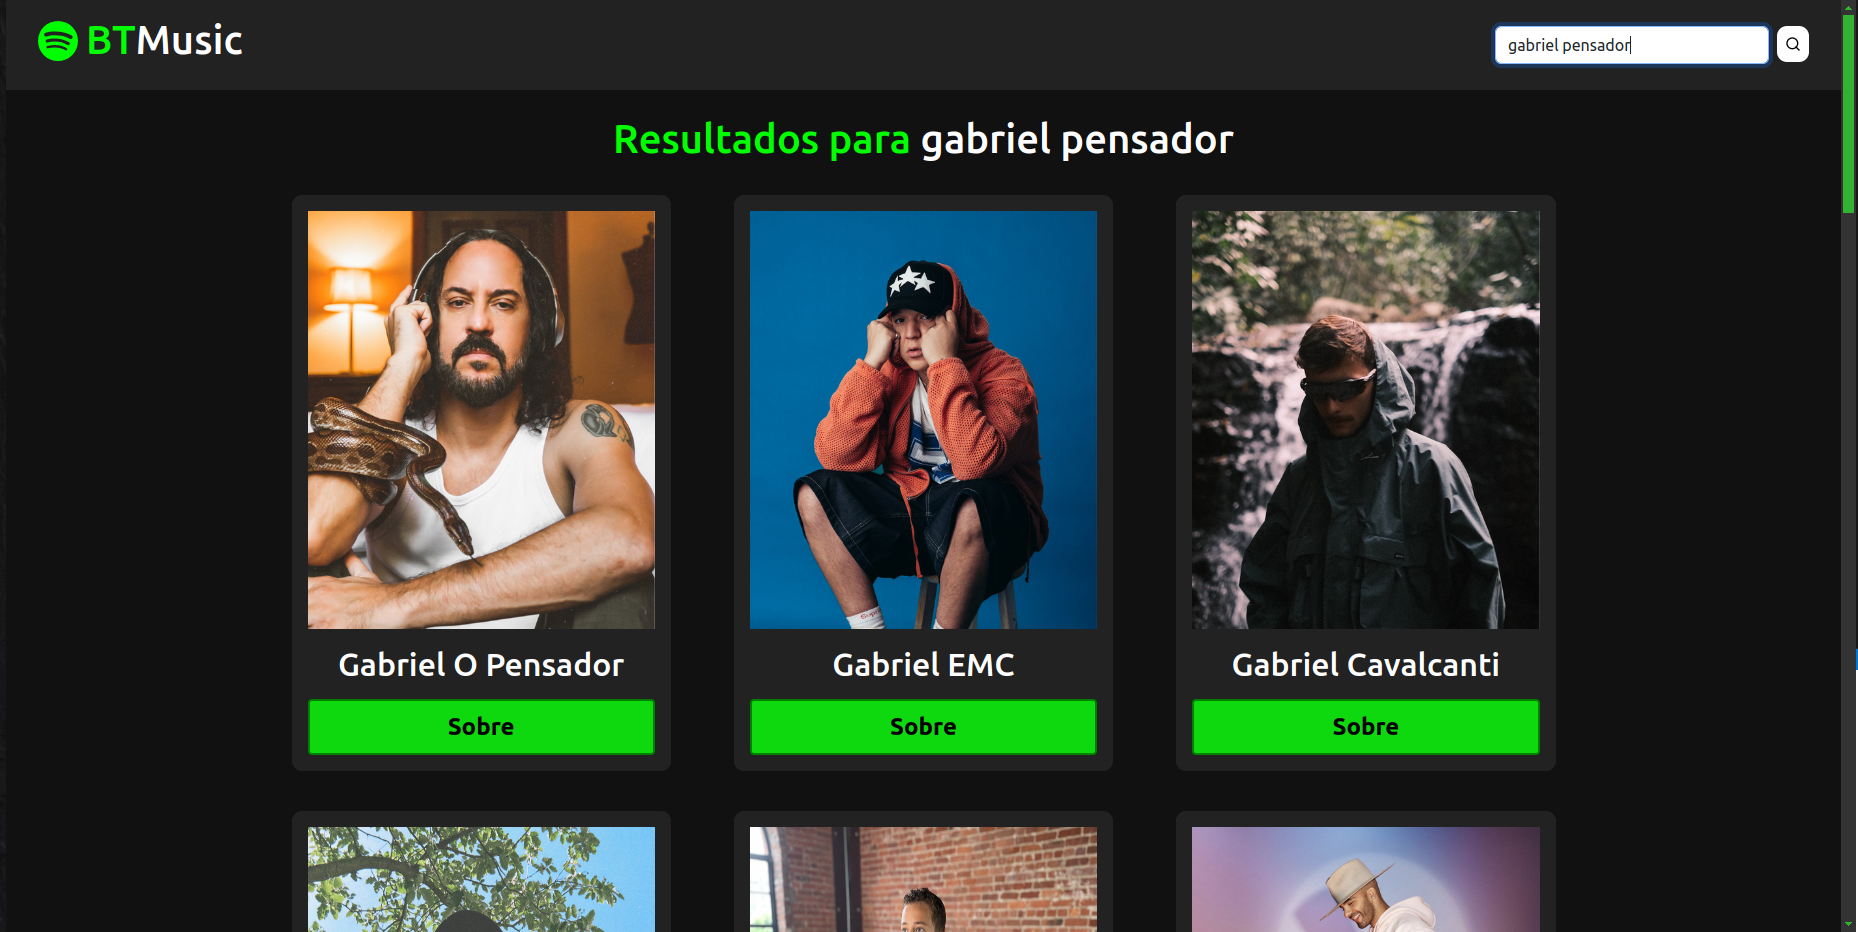 BTMusic
gabriel pensador
Resultados para gabriel pensador
Gabriel O Pensador
Gabriel EMC
Gabriel Cavalcanti
Sobre
Sobre
Sobre